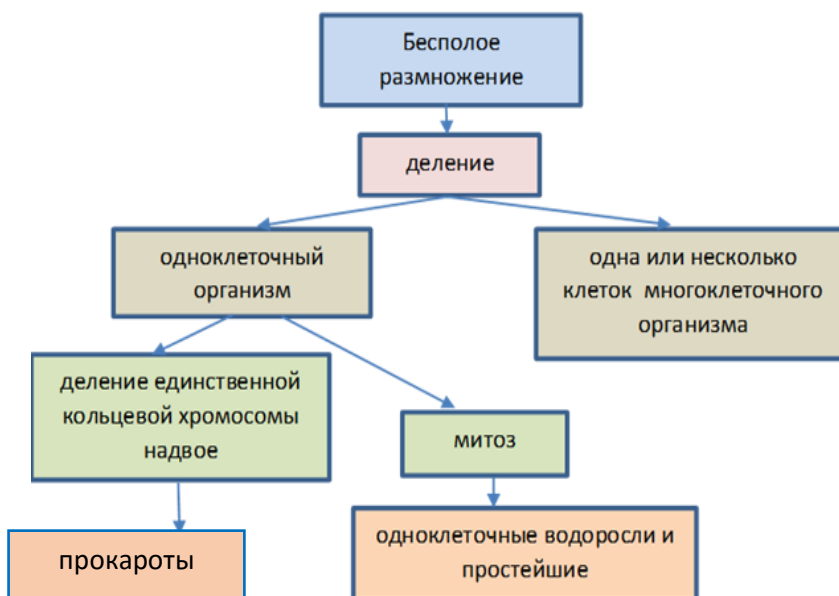 Бесполое
размножение
деление
одноклеточный
организм
одна или несколько
клеток многоклеточного
организма
деление единственной
кольцевой хромосомы
надвое
митоз
прокароты
одноклеточные водоросли и
простейшие